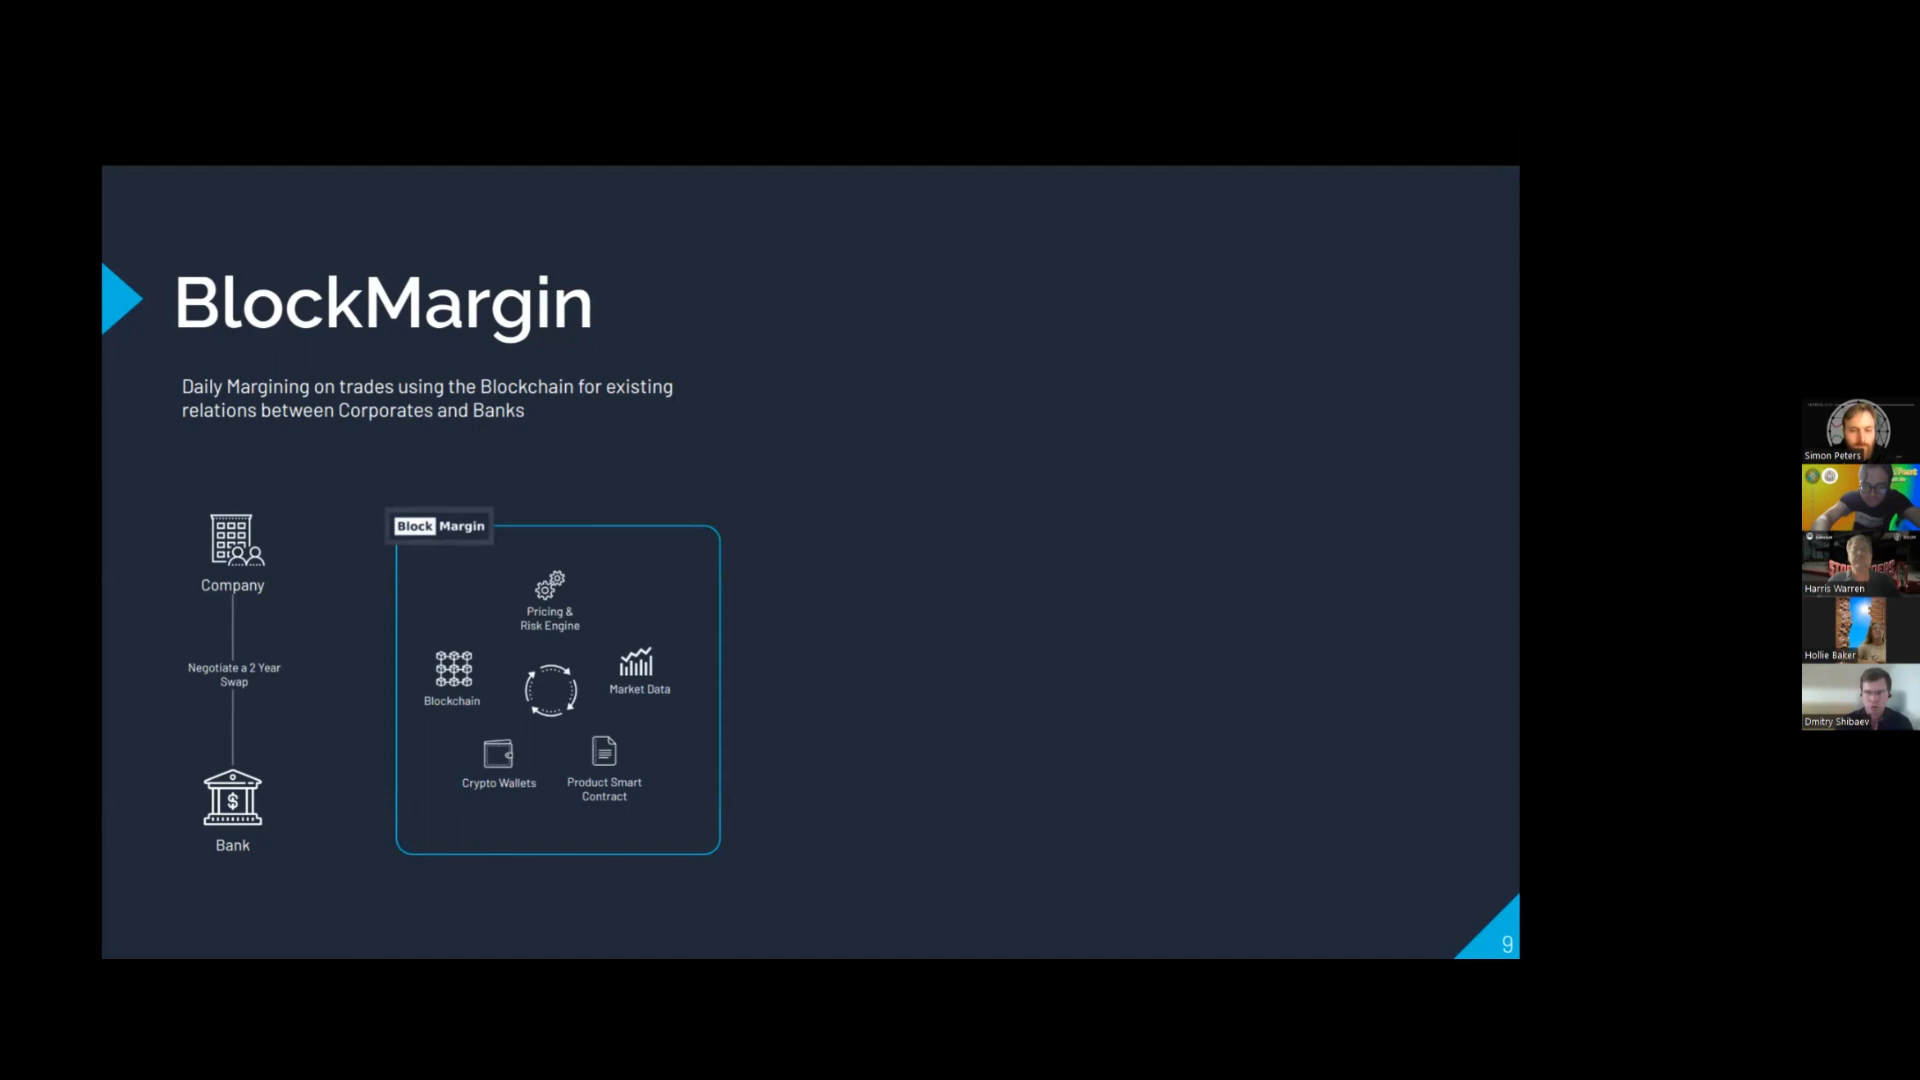 BlockMargin
Daily Margining on trades using the Blockchain for existing
relations between Corporates and Banks
Company
Negotiate a 2 Year
Swap
Bank
Block Margin
Pricing &
Risk Engine
Blockchain
Market Data
Crypto Wallets
Product Smart
Contract
9
Simon Peters
Harris Warren
Hollie Baker
Dmitry Shibaev